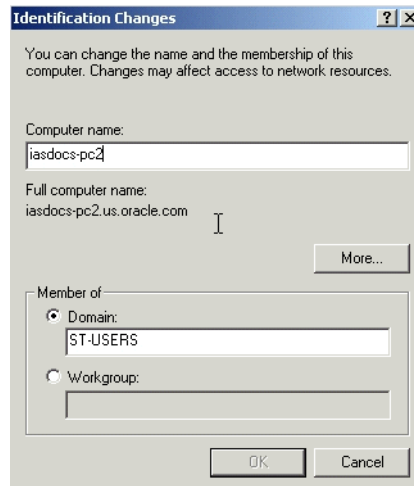 Identification Changes
You can change the name and the membership of this
computer. Changes may affect access to network resources.
Computer name:
iasdocs-pc2
Full computer name:
iasdocs-pc2.us.oracle.com
More...
Member of
Domain:
ST-USERS
Workgroup:
OK
Cancel